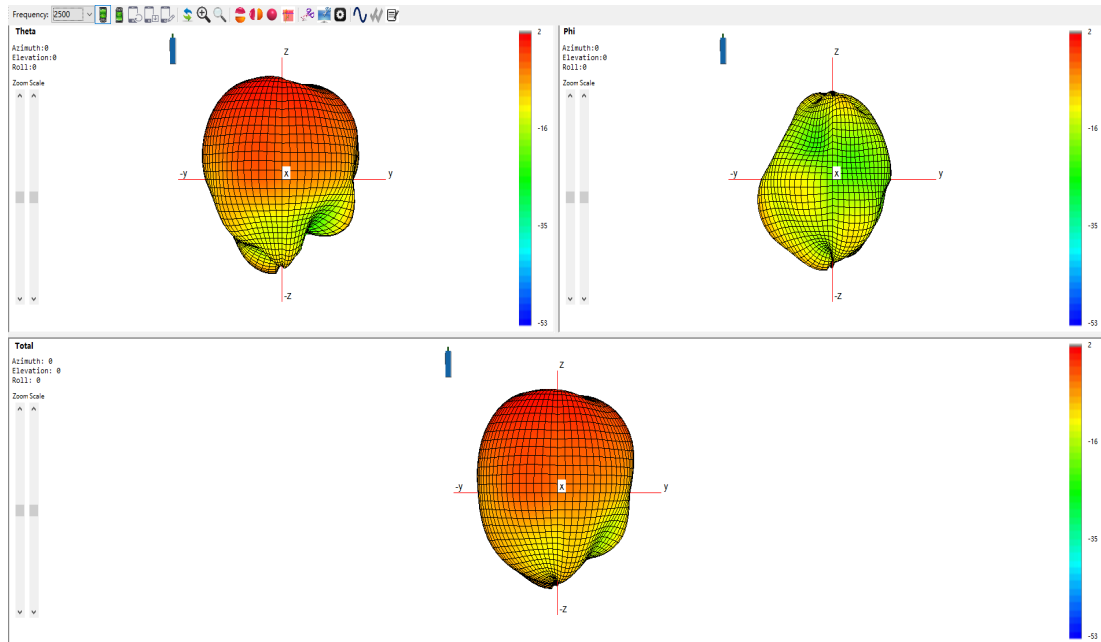 Frequency: 2500
Theta
Azimuth:0
Elevation:0
Roll:0
Zoom Scale
Z
-y
X
y
-Z
2
-16
-35
-53
Phi
Azimuth:0
Elevation:0
Roll:0
Zoom Scale
Z
-y
X
y
-Z
2
-16
-35
-53
Total
Azimuth: 0
Elevation: 0
Roll: 0
Zoom Scale
Z
-y
X
y
-Z
2
-16
-35
-53